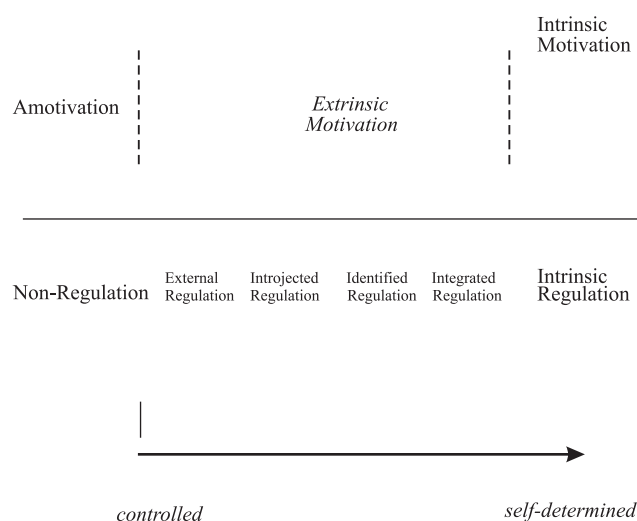 Intrinsic
Motivation
Amotivation
Extrinsic
Motivation
Non-Regulation
External
Regulation
Introjected
Regulation
Identified
Regulation
Integrated
Regulation
Intrinsic
Regulation
controlled
self-determined